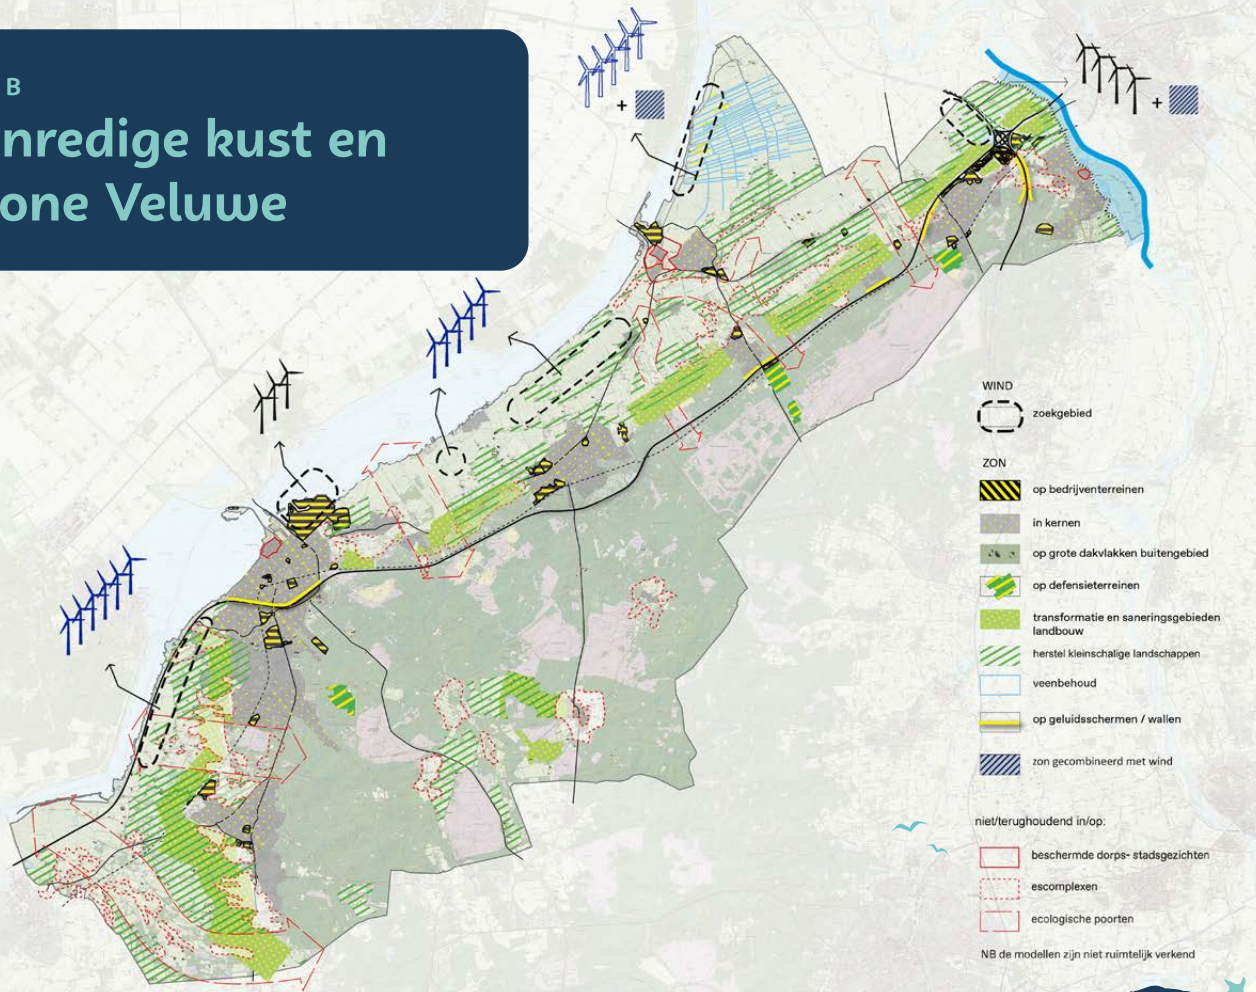 B
nredige kust en
one Veluwe
+
+
WIND
zoekgebied
ZON
op bedrijventerreinen
in kernen
op grote dakvlakken buitengebied
op defensieterreinen
transformatie en saneringsgebieden
landbouw
herstel kleinschalige landschappen
veenbehoud
op geluidsschermen / wallen
zon gecombineerd met wind
niet/terughoudend in/op:
beschermde dorps- stadsgezichten
escomplexen
ecologische poorten
NB de modellen zijn niet ruimtelijk verkend